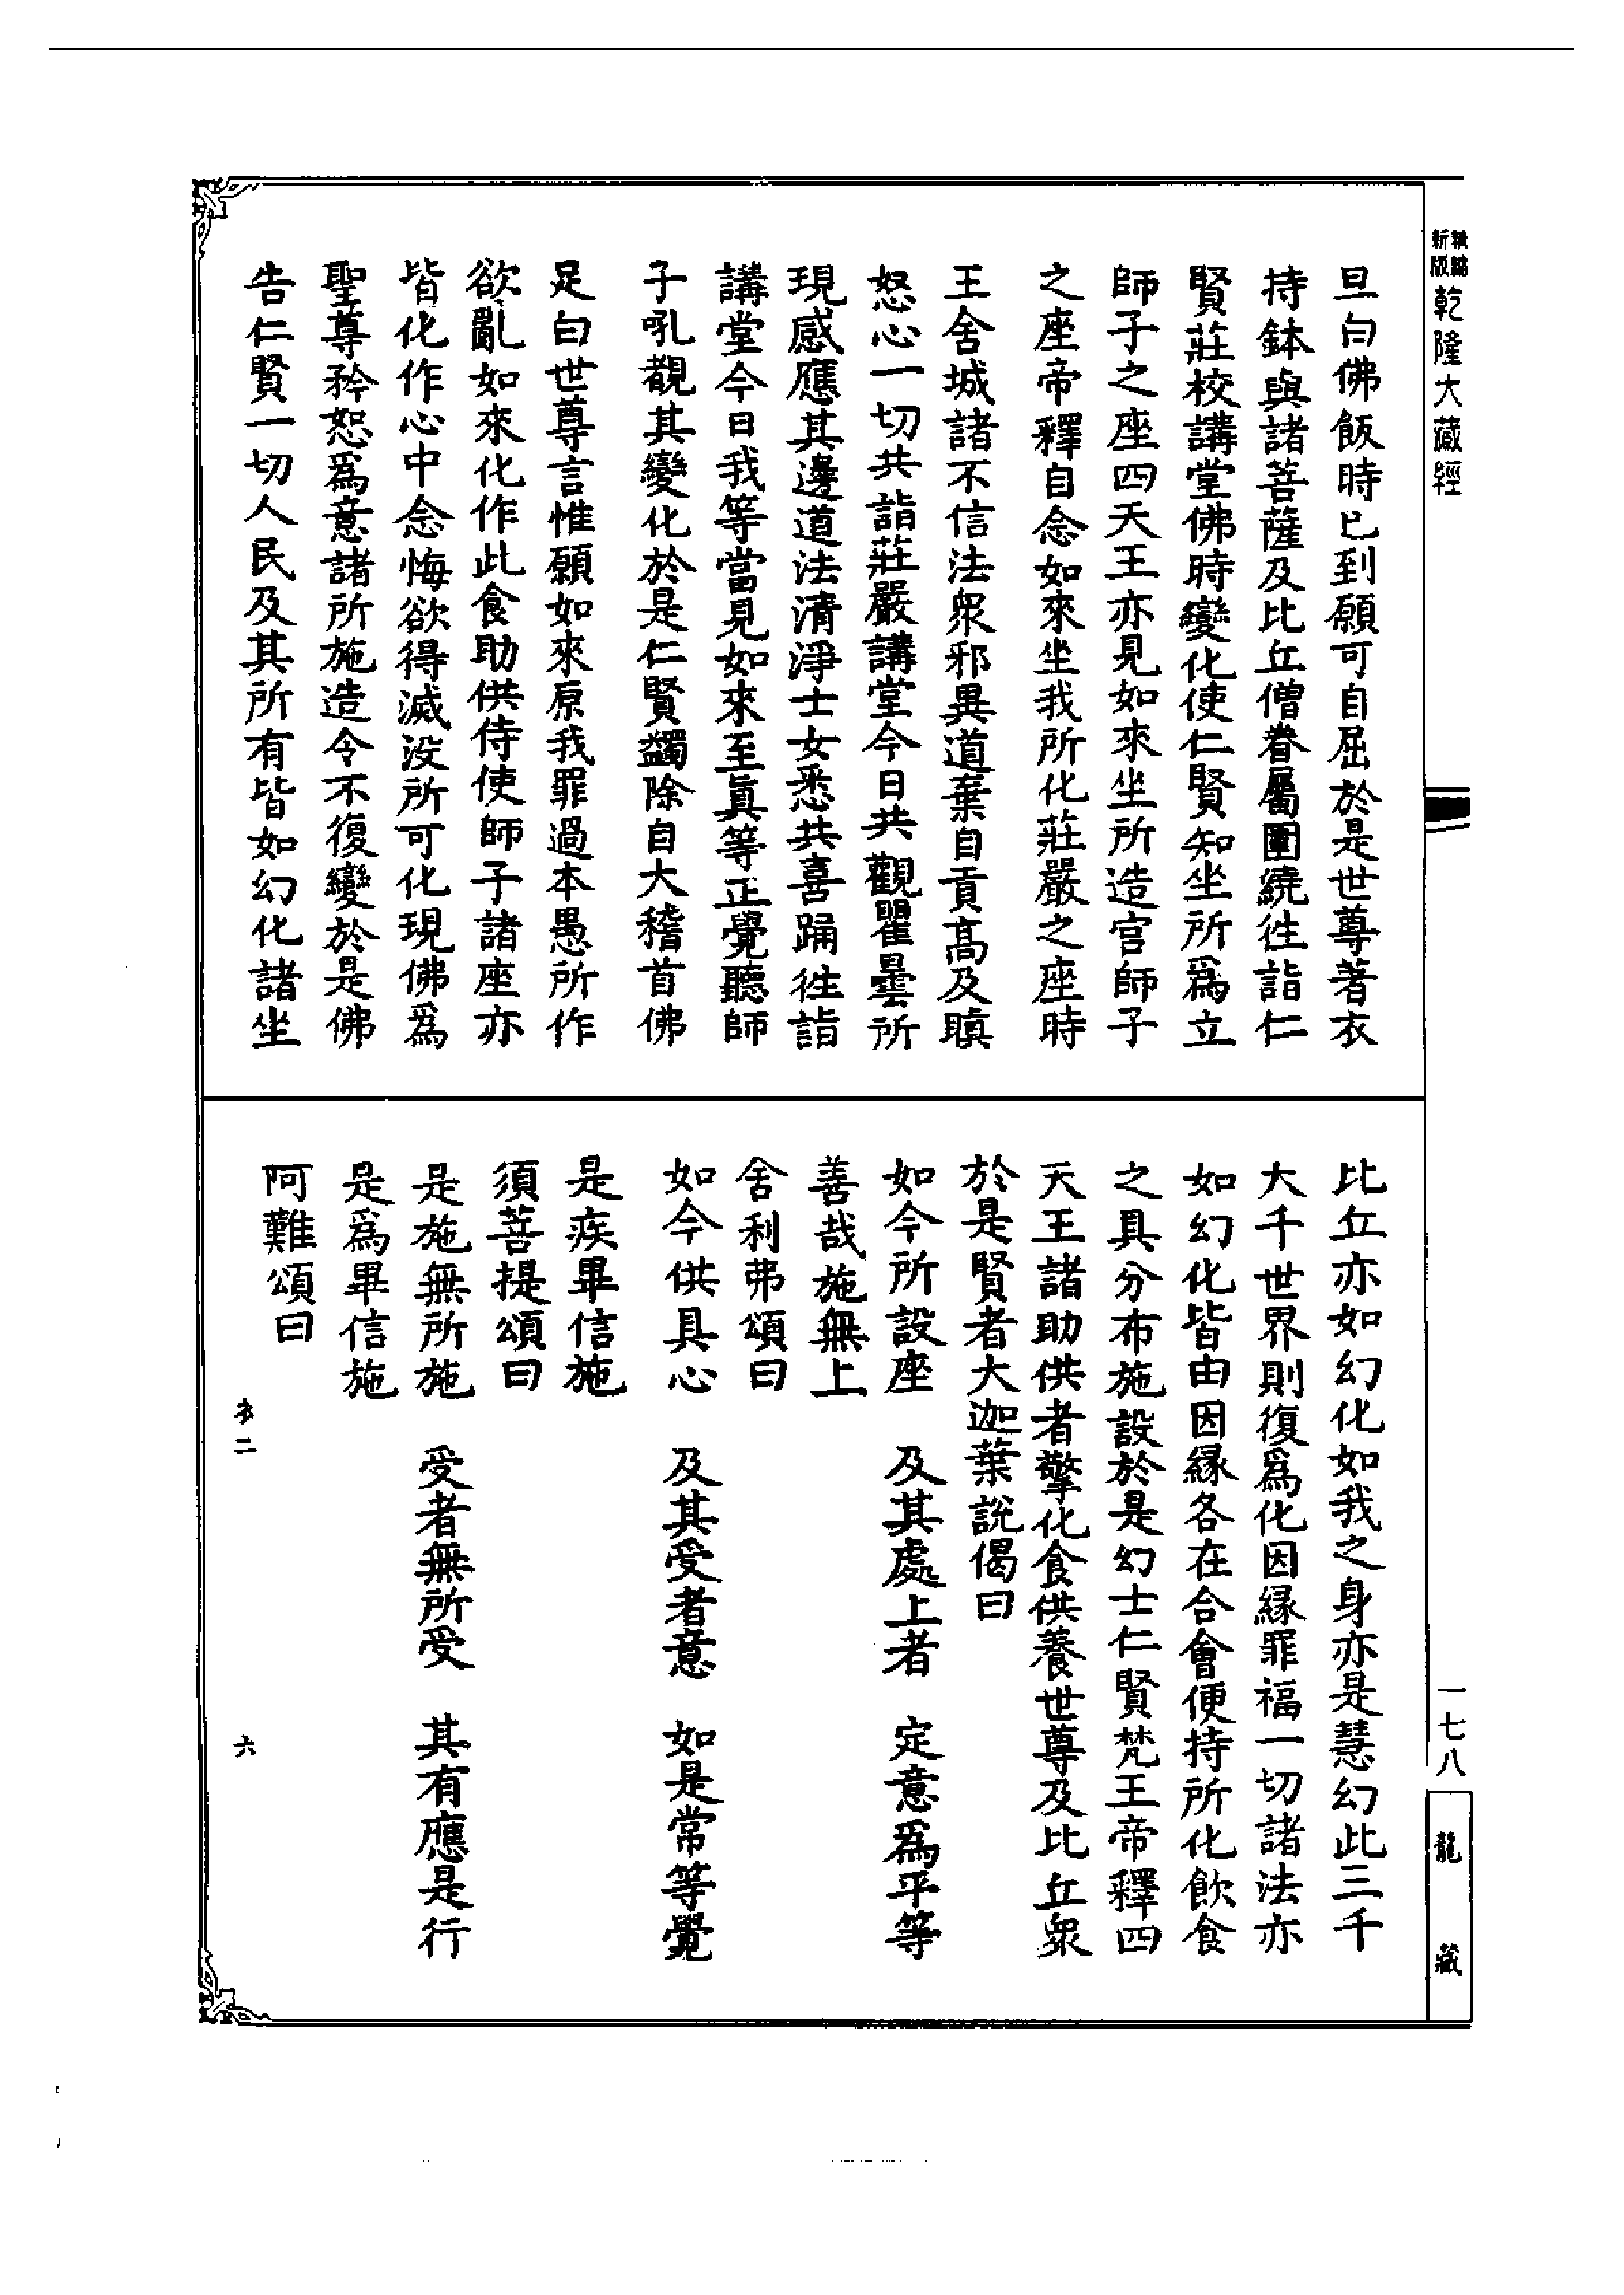 新編
精版
乾隆大藏經
旦白佛飯時已到願可自屈於是世尊著衣
持鉢與諸菩薩及比丘僧眷屬圍繞往詣仁
賢莊校講堂佛時變化使仁賢知坐所爲立
師子之座四天王亦見如來坐所造宫師子
之座帝釋自念如來坐我所化莊嚴之座時
王舍城諸不信法衆邪異道棄自貢高及瞋
怒心一切共詣莊嚴講堂今日共觀瞿曇所
現感應其邊道法清淨士女悉共喜踊往詣
講堂今日我等當見如來至真等正覺聽師
子吼觀其變化於是仁賢蠲除自大稽首佛
足白世尊言惟願如來原我罪過本愚所作
欲亂如來化作此食助供侍使師子諸座亦
皆化作心中念悔欲得滅没所可化現佛爲
聖尊矜恕爲意諸所施造令不復變於是佛
告仁賢一切人民及其所有皆如幻化諸坐
比丘亦如幻化如我之身亦是慧幻此三千
大千世界則復爲化因縁罪福一切諸法亦
如幻化皆由因縁各在合會便持所化飲食
之具分布施設於是幻士仁賢梵王帝釋四
天王諸助供者擎化食供養世尊及比丘衆
於是賢者大迦葉説偈曰
如今所設座　及其處上者　定意爲平等
善哉施無上
舍利弗頌曰
如今供具心　及其受者意　如是常等覺
是疾畢信施
須菩提頌曰
是施無所施　受者無所受　其有應是行
是爲畢信施
阿難頌曰
二　六
一七八
龍藏